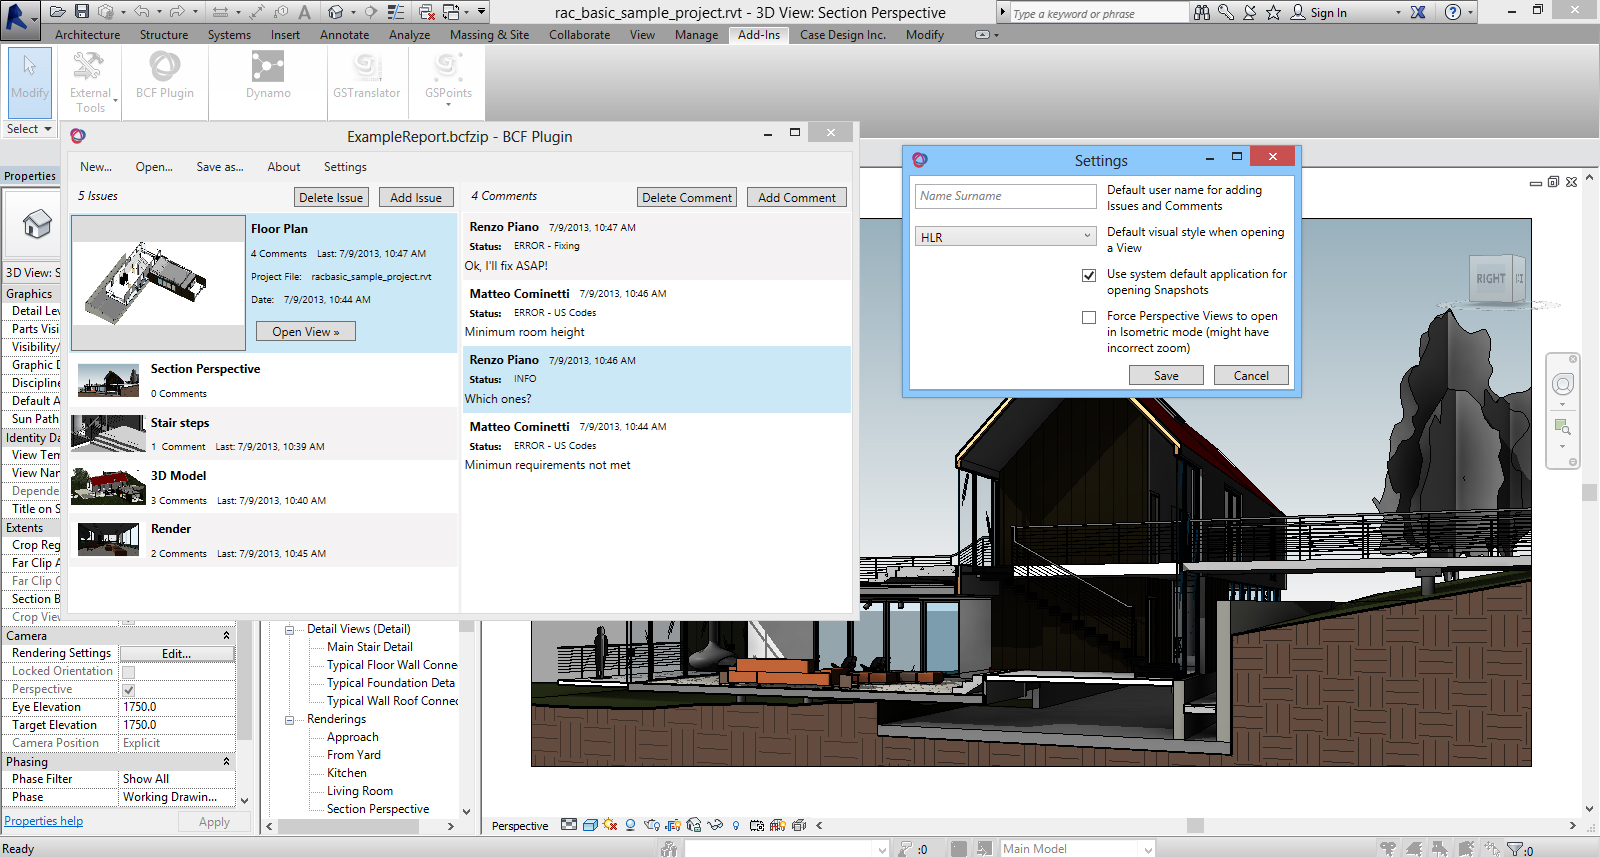 rac_basic_sample_project.rvt - 3D View: Section Perspective
Type a keyword or phrase
Sign In
Architecture Structure Systems Insert Annotate Analyze Massing & Site Collaborate View Manage Add-Ins Case Design Inc. Modify
Modify
External Tools
BCF Plugin
Dynamo
GSTranslator
GSPoints
Select
ExampleReport.bcfzip - BCF Plugin
New... Open... Save as... About Settings
5 Issues
Delete Issue
Add Issue
4 Comments
Delete Comment
Add Comment
Floor Plan
4 Comments Last: 7/9/2013, 10:47 AM
Project File: racbasic_sample_project.rvt
Date: 7/9/2013, 10:44 AM
Open View »
Section Perspective
0 Comments
Stair steps
1 Comment Last: 7/9/2013, 10:39 AM
3D Model
3 Comments Last: 7/9/2013, 10:40 AM
Render
2 Comments Last: 7/9/2013, 10:45 AM
Renzo Piano 7/9/2013, 10:47 AM
Status: ERROR - Fixing
Ok, I'll fix ASAP!
Matteo Cominetti 7/9/2013, 10:46 AM
Status: ERROR - US Codes
Minimum room height
Renzo Piano 7/9/2013, 10:46 AM
Status: INFO
Which ones?
Matteo Cominetti 7/9/2013, 10:44 AM
Status: ERROR - US Codes
Minimun requirements not met
Settings
Name Surname
Default user name for adding
Issues and Comments
HLR
Default visual style when opening
a View
Use system default application for
opening Snapshots
Force Perspective Views to open
in Isometric mode (might have
incorrect zoom)
Save
Cancel
RIGHT
Properties
3D View: S
Graphics
Detail Lev
Parts Visi
Visibility/
Graphic D
Discipline
Default A
Sun Path
Identity Da
View Tem
View Nam
Depende
Title on S
Extents
Crop Reg
Far Clip A
Far Clip O
Section B
Crop View
Camera
Rendering Settings Edit...
Locked Orientation
Perspective
Eye Elevation 1750.0
Target Elevation 1750.0
Camera Position Explicit
Phasing
Phase Filter Show All
Phase Working Drawin...
Properties help
Apply
Detail Views (Detail)
Main Stair Detail
Typical Floor Wall Conne
Typical Foundation Deta
Typical Wall Roof Connec
Renderings
Approach
From Yard
Kitchen
Living Room
Section Perspective
Perspective
Ready
:0
Main Model
:0